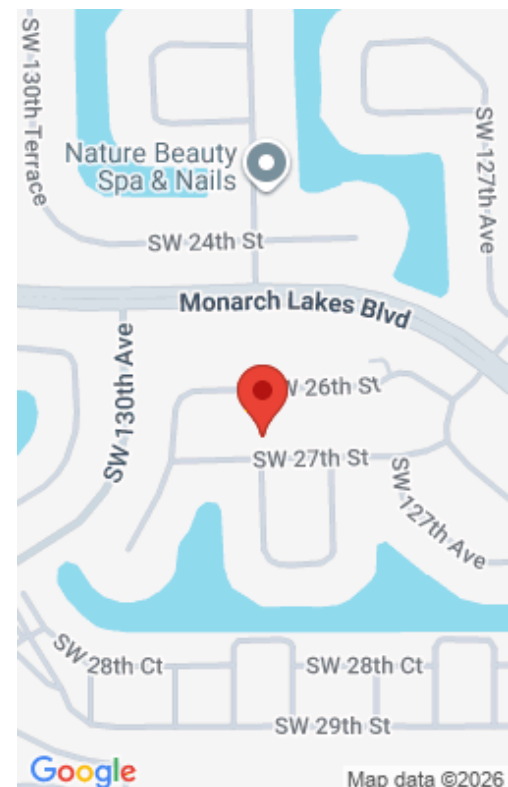 SW 130th Terrace
Nature Beauty
Spa & Nails
SW 127th Ave
SW 24th St
Monarch Lakes Blvd
SW 130th Ave
26th St
SW 27th St
SW 127th Ave
SW 28th Ct
SW 28th Ct
SW 29th St
Google
Map data ©2026